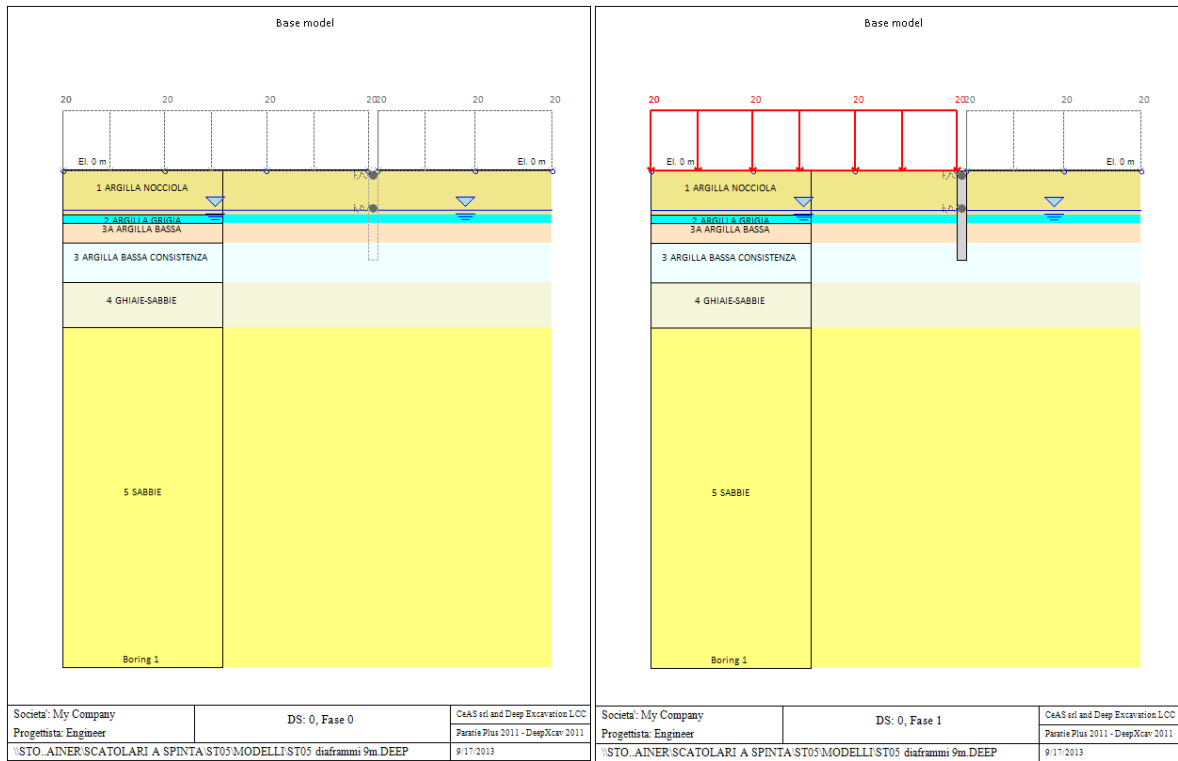 Base model
20 20 20 20 20 20 20
El. 0 m El. 0 m
1 ARGILLA NOCCIOLA
2 ARGILLA GRIGIA
3A ARGILLA BASSA
3 ARGILLA BASSA CONSISTENZA
4 GHIAIE-SABBIE
5 SABBIE
Boring 1
Societa': My Company
Progettista: Engineer
DS: 0, Fase 0
CeAS srl and Deep Excavation LCC
Paratie Plus 2011 - DeepXcav 2011
\\STO..AINER\SCATOLARI A SPINTA\ST05\MODELLI\ST05 diaframmi 9m.DEEP
9/17/2013
Base model
20 20 20 20 20 20 20
El. 0 m El. 0 m
1 ARGILLA NOCCIOLA
2 ARGILLA GRIGIA
3A ARGILLA BASSA
3 ARGILLA BASSA CONSISTENZA
4 GHIAIE-SABBIE
5 SABBIE
Boring 1
Societa': My Company
Progettista: Engineer
DS: 0, Fase 1
CeAS srl and Deep Excavation LCC
Paratie Plus 2011 - DeepXcav 2011
\\STO..AINER\SCATOLARI A SPINTA\ST05\MODELLI\ST05 diaframmi 9m.DEEP
9/17/2013